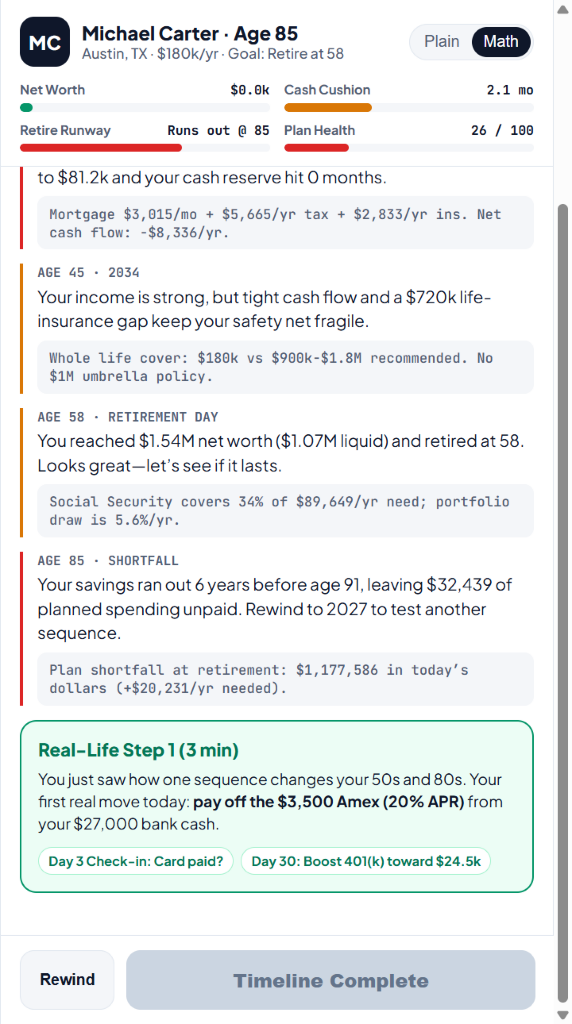 MC
Michael Carter · Age 85
Austin, TX · $180k/yr · Goal: Retire at 58
Plain
Math
Net Worth $0.0k
Cash Cushion 2.1 mo
Retire Runway Runs out @ 85
Plan Health 26 / 100
to $81.2k and your cash reserve hit 0 months.
Mortgage $3,015/mo + $5,665/yr tax + $2,833/yr ins. Net
cash flow: -$8,336/yr.
AGE 45 · 2034
Your income is strong, but tight cash flow and a $720k life-
insurance gap keep your safety net fragile.
Whole life cover: $180k vs $900k-$1.8M recommended. No
$1M umbrella policy.
AGE 58 · RETIREMENT DAY
You reached $1.54M net worth ($1.07M liquid) and retired at 58.
Looks great—let’s see if it lasts.
Social Security covers 34% of $89,649/yr need; portfolio
draw is 5.6%/yr.
AGE 85 · SHORTFALL
Your savings ran out 6 years before age 91, leaving $32,439 of
planned spending unpaid. Rewind to 2027 to test another
sequence.
Plan shortfall at retirement: $1,177,586 in today’s
dollars (+$20,231/yr needed).
Real-Life Step 1 (3 min)
You just saw how one sequence changes your 50s and 80s. Your
first real move today: pay off the $3,500 Amex (20% APR) from
your $27,000 bank cash.
Day 3 Check-in: Card paid?
Day 30: Boost 401(k) toward $24.5k
Rewind
Timeline Complete